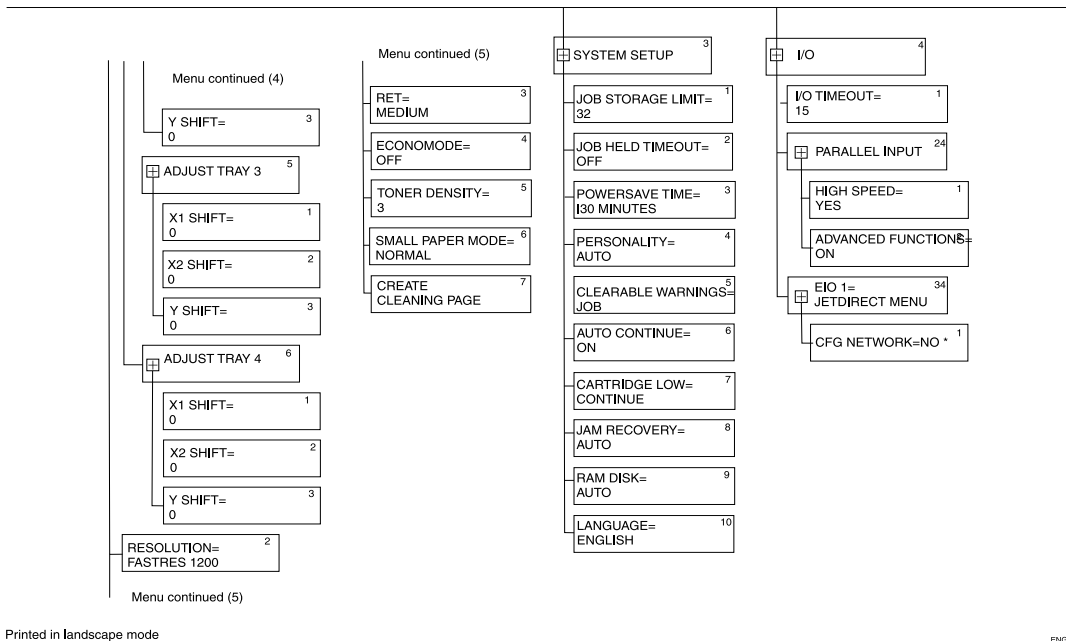 Menu continued (4)
Y SHIFT= 3
0
ADJUST TRAY 3 5
X1 SHIFT= 1
0
X2 SHIFT= 2
0
Y SHIFT= 3
0
ADJUST TRAY 4 6
X1 SHIFT= 1
0
X2 SHIFT= 2
0
Y SHIFT= 3
0
RESOLUTION= 2
FASTRES 1200
Menu continued (5)
Menu continued (5)
RET= 3
MEDIUM
ECONOMODE= 4
OFF
TONER DENSITY= 5
3
SMALL PAPER MODE= 6
NORMAL
CREATE 7
CLEANING PAGE
SYSTEM SETUP 3
JOB STORAGE LIMIT= 1
32
JOB HELD TIMEOUT= 2
OFF
POWERSAVE TIME= 3
I30 MINUTES
PERSONALITY= 4
AUTO
CLEARABLE WARNINGS= 5
JOB
AUTO CONTINUE= 6
ON
CARTRIDGE LOW= 7
CONTINUE
JAM RECOVERY= 8
AUTO
RAM DISK= 9
AUTO
LANGUAGE= 10
ENGLISH
I/O 4
I/O TIMEOUT= 1
15
PARALLEL INPUT 24
HIGH SPEED= 1
YES
ADVANCED FUNCTIONS= 2
ON
EIO 1= 34
JETDIRECT MENU
CFG NETWORK=NO * 1
Printed in landscape mode
ENG